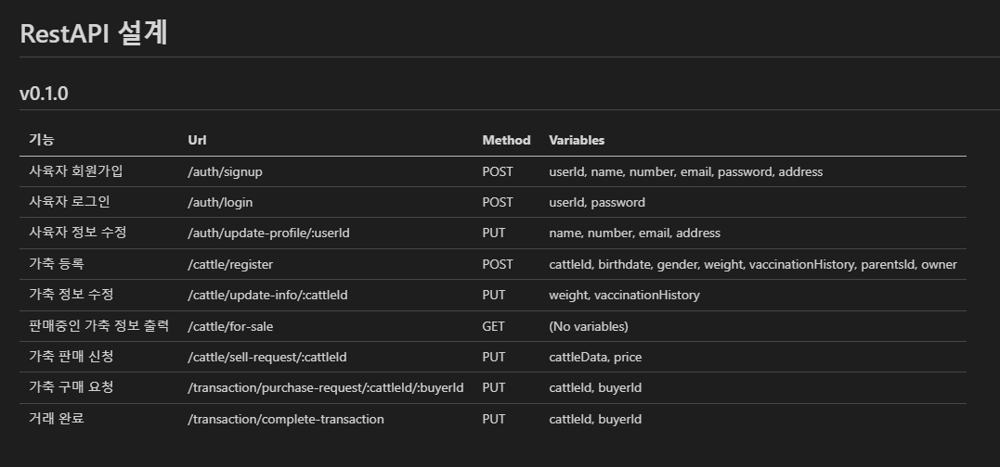 RestAPI 설계
v0.1.0
기능 Url Method Variables
사육자 회원가입 /auth/signup POST userId, name, number, email, password, address
사육자 로그인 /auth/login POST userId, password
사육자 정보 수정 /auth/update-profile/:userId PUT name, number, email, address
가축 등록 /cattle/register POST cattleId, birthdate, gender, weight, vaccinationHistory, parentsId, owner
가축 정보 수정 /cattle/update-info/:cattleId PUT weight, vaccinationHistory
판매중인 가축 정보 출력 /cattle/for-sale GET (No variables)
가축 판매 신청 /cattle/sell-request/:cattleId PUT cattleData, price
가축 구매 요청 /transaction/purchase-request/:cattleId/:buyerId PUT cattleId, buyerId
거래 완료 /transaction/complete-transaction PUT cattleId, buyerId